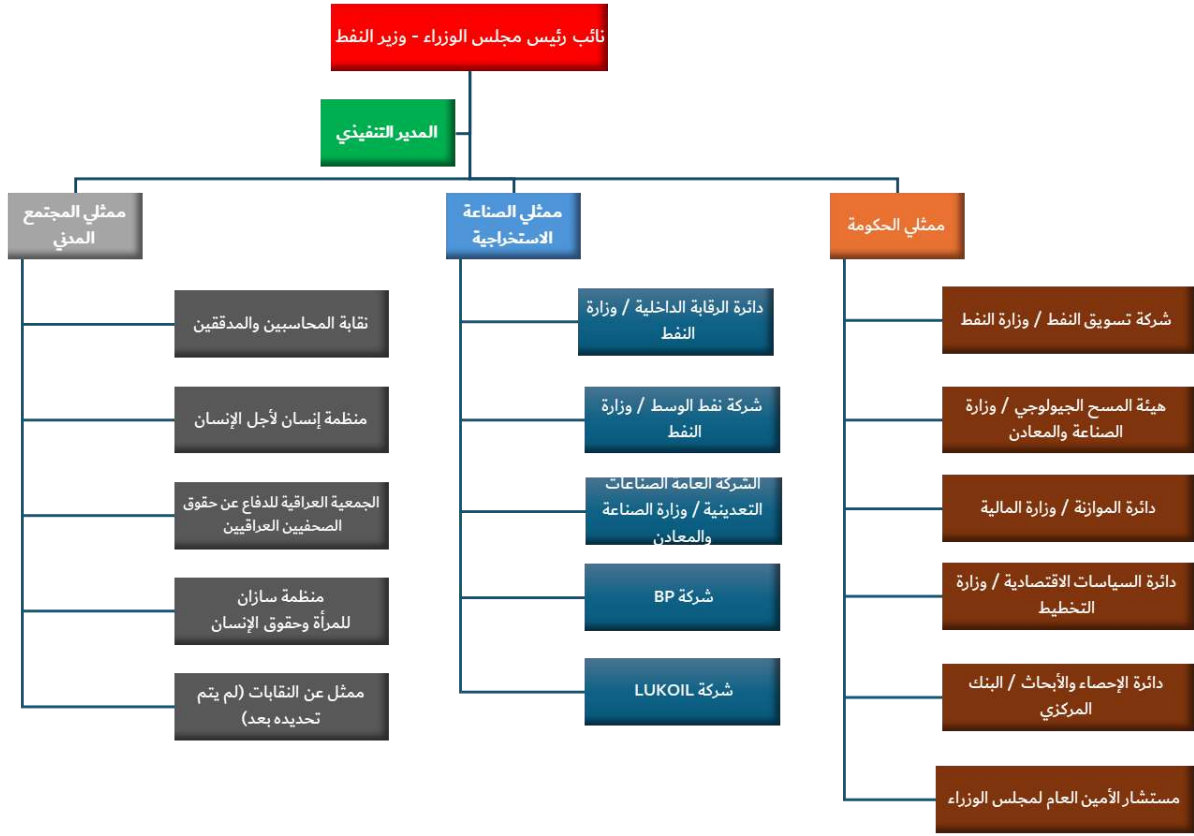 نائب رئيس مجلس الوزراء - وزير النفط
المدير التنفيذي
ممثلي الحكومة
شركة تسويق النفط / وزارة النفط
هيئة المسح الجيولوجي / وزارة
الصناعة والمعادن
دائرة الموازنة / وزارة المالية
دائرة السياسات الاقتصادية / وزارة
التخطيط
دائرة الإحصاء والأبحاث / البنك
المركزي
مستشار الأمين العام لمجلس الوزراء
ممثلي الصناعة
الاستخراجية
دائرة الرقابة الداخلية / وزارة
النفط
شركة نفط الوسط / وزارة
النفط
الشركة العامة الصناعات
التعدينية / وزارة الصناعة
والمعادن
شركة BP
شركة LUKOIL
ممثلي المجتمع
المدني
نقابة المحاسبين والمدققين
منظمة إنسان لأجل الإنسان
الجمعية العراقية للدفاع عن حقوق
الصحفيين العراقيين
منظمة سازان
للمرأة وحقوق الإنسان
ممثل عن النقابات (لم يتم
تحديده بعد)